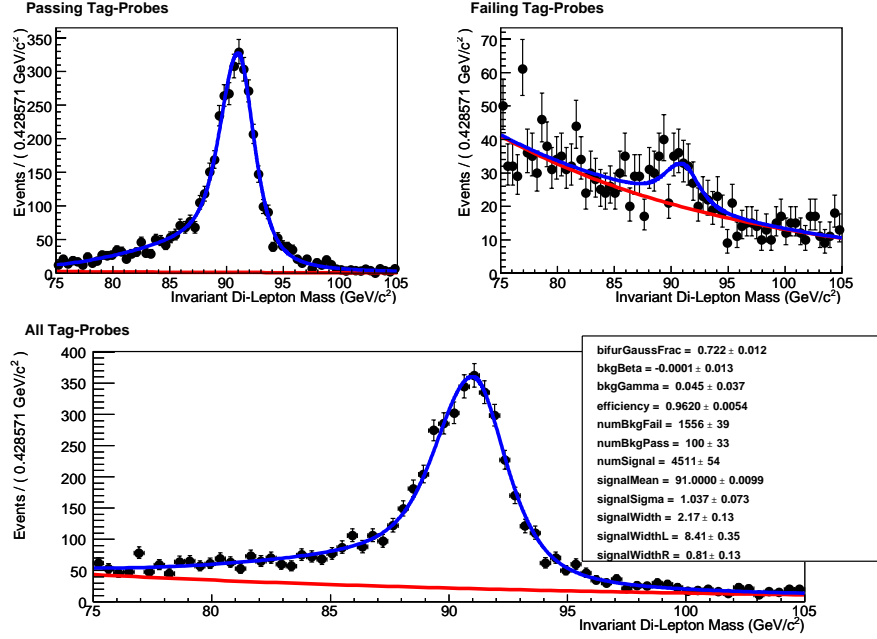 Passing Tag-Probes
Events / ( 0.428571 GeV/c² )
350
300
250
200
150
100
50
0
75 80 85 90 95 100 105
Invariant Di-Lepton Mass (GeV/c²)
Failing Tag-Probes
Events / ( 0.428571 GeV/c² )
70
60
50
40
30
20
10
0
75 80 85 90 95 100 105
Invariant Di-Lepton Mass (GeV/c²)
All Tag-Probes
Events / ( 0.428571 GeV/c² )
400
350
300
250
200
150
100
50
0
75 80 85 90 95 100 105
Invariant Di-Lepton Mass (GeV/c²)
bifurGaussFrac = 0.722 ± 0.012
bkgBeta = -0.0001 ± 0.013
bkgGamma = 0.045 ± 0.037
efficiency = 0.9620 ± 0.0054
numBkgFail = 1556 ± 39
numBkgPass = 100 ± 33
numSignal = 4511 ± 54
signalMean = 91.0000 ± 0.0099
signalSigma = 1.037 ± 0.073
signalWidth = 2.17 ± 0.13
signalWidthL = 8.41 ± 0.35
signalWidthR = 0.81 ± 0.13